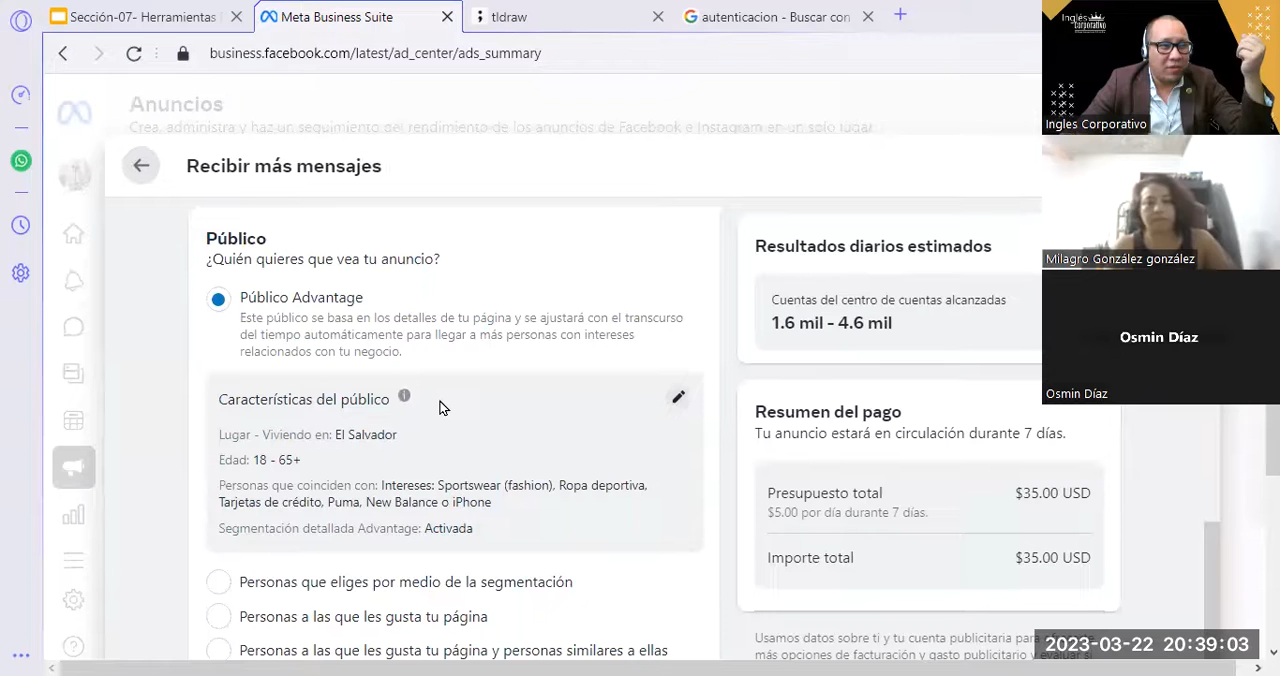 Sección-07- Herramientas
Meta Business Suite
tldraw
autenticacion - Buscar con
business.facebook.com/latest/ad_center/ads_summary
Anuncios
Crea, administra y haz un seguimiento del rendimiento de los anuncios de Facebook e Instagram en un solo lugar.
Recibir más mensajes
Público
¿Quién quieres que vea tu anuncio?
Público Advantage
Este público se basa en los detalles de tu página y se ajustará con el transcurso
del tiempo automáticamente para llegar a más personas con intereses
relacionados con tu negocio.
Características del público
Lugar - Viviendo en: El Salvador
Edad: 18 - 65+
Personas que coinciden con: Intereses: Sportswear (fashion), Ropa deportiva,
Tarjetas de crédito, Puma, New Balance o iPhone
Segmentación detallada Advantage: Activada
Personas que eliges por medio de la segmentación
Personas a las que les gusta tu página
Personas a las que les gusta tu página y personas similares a ellas
Resultados diarios estimados
Cuentas del centro de cuentas alcanzadas
1.6 mil - 4.6 mil
Resumen del pago
Tu anuncio estará en circulación durante 7 días.
Presupuesto total $35.00 USD
$5.00 por día durante 7 días.
Importe total $35.00 USD
Usamos datos sobre ti y tu cuenta publicitaria para
más opciones de facturación y gasto publicitario y
Inglés
Corporativo
Ingles Corporativo
Milagro González gonzález
Osmin Díaz
Osmin Díaz
2023-03-22 20:39:03